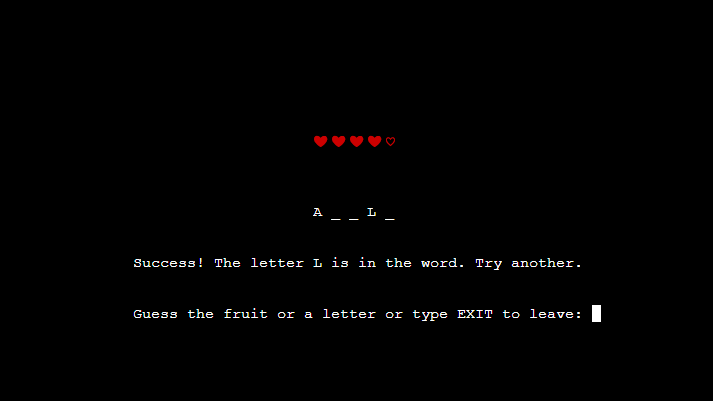 ♥ ♥ ♥ ♥ ♡
A _ _ L _
Success! The letter L is in the word. Try another.
Guess the fruit or a letter or type EXIT to leave: